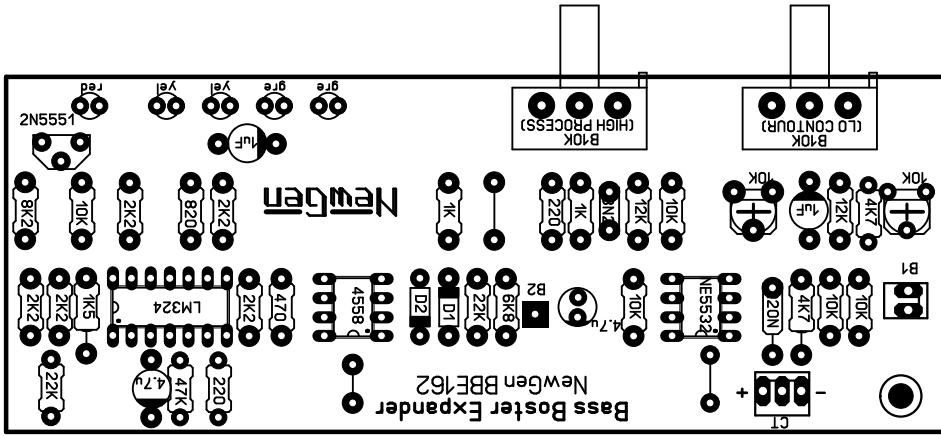 red
yel
yel
gre
gre
2N5551
1uF
B10K
(HIGH PROCESS)
B10K
(LO CONTOUR)
8K2
10K
2K2
820
2K2
NewGen
1K
220
1K
12K
10K
10K
1uF
12K
4K7
10K
2K2
2K2
1K5
LM324
2K2
470
4558
D2
D1
22K
6K8
B2
4.7u
10K
NE5532
220N
4K7
10K
10K
B1
22K
4.7u
47K
220
NewGen BBE162
Bass Boster Expander
+
-
CT